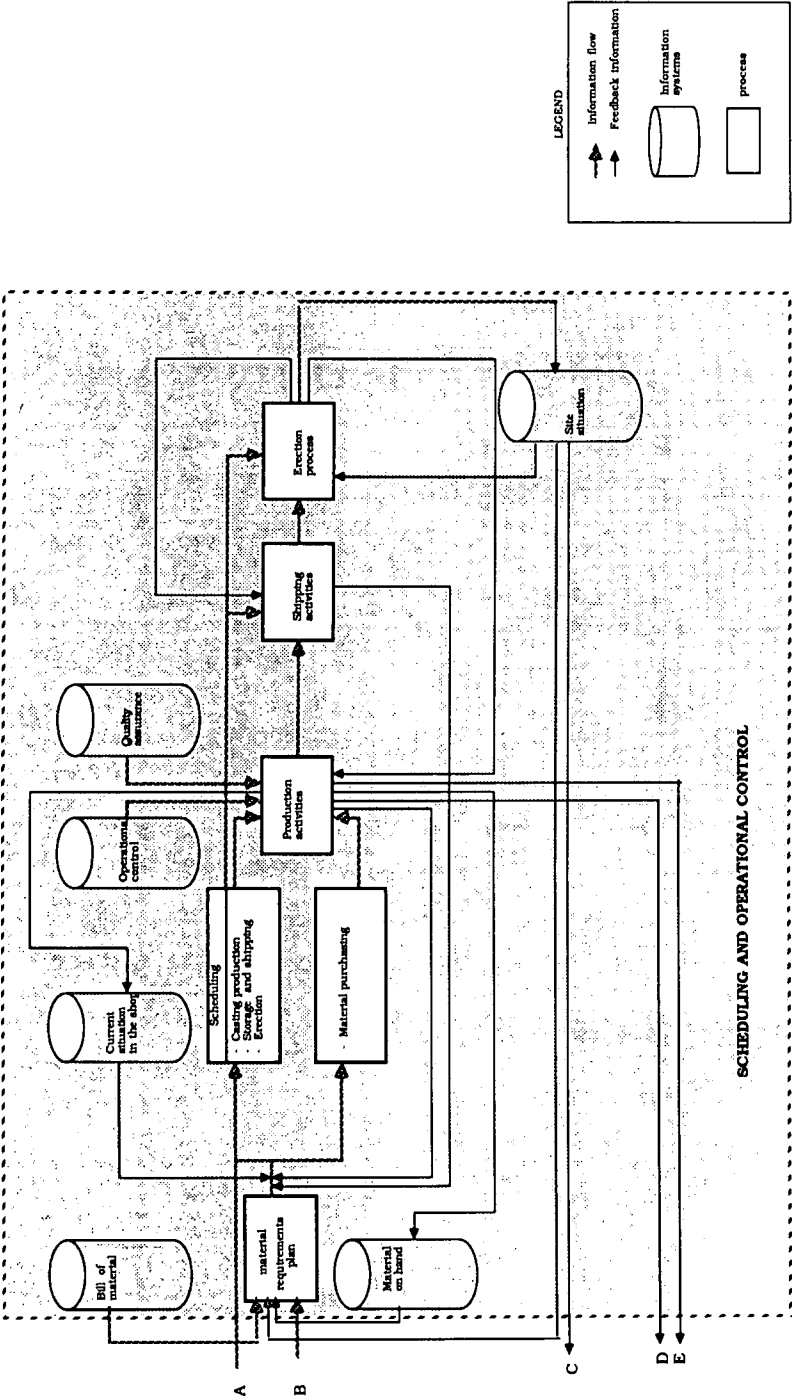 A
B
C
D
E
Bill of
material
material
requirements
plan
Material
on hand
Current
situation
in the shop
Scheduling
- Casting production
- Storage and shipping
- Erection
- Material purchasing
Operational
control
Quality
assurance
Production
activities
Shipping
activities
Erection
process
Site
situation
SCHEDULING AND OPERATIONAL CONTROL
LEGEND
Information flow
Feedback information
Information
systems
process